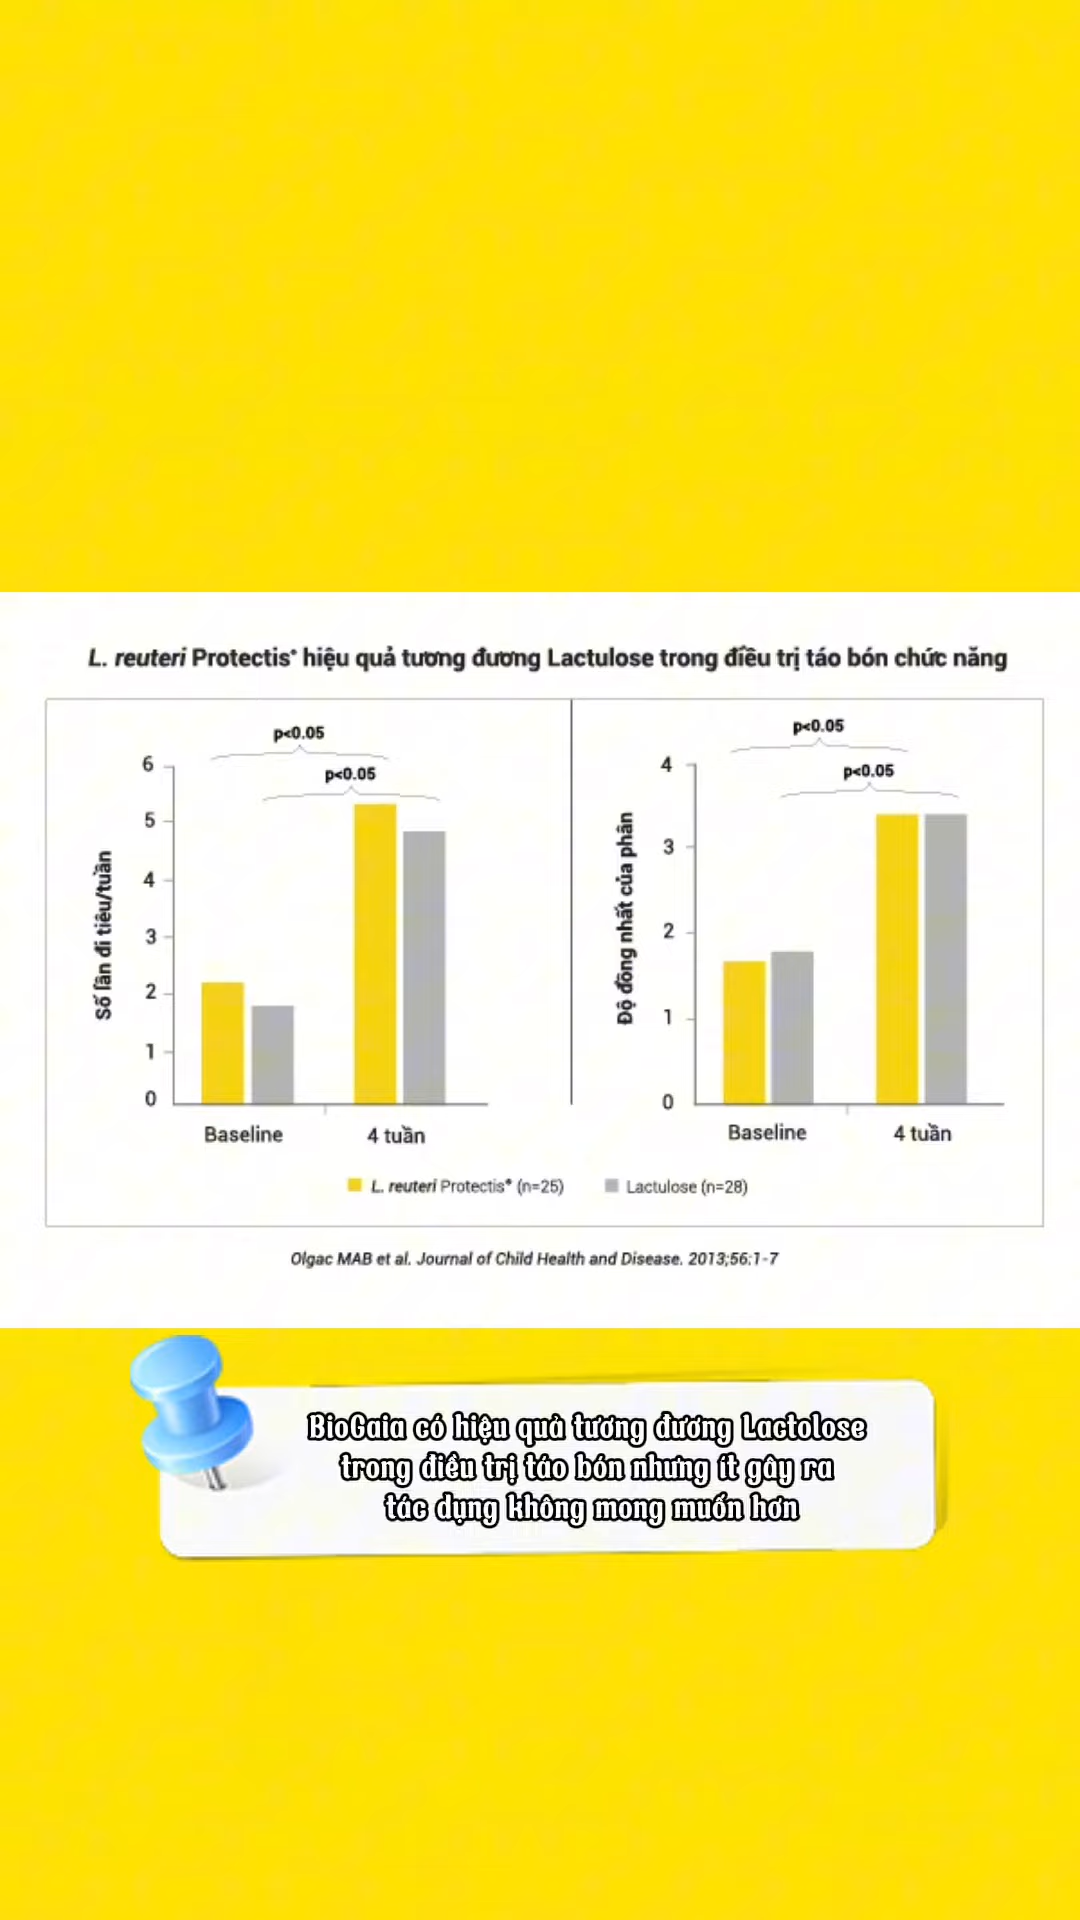 L. reuteri Protectis® hiệu quả tương đương Lactulose trong điều trị táo bón chức năng
p<0.05
p<0.05
Số lần đi tiêu/tuần
6
5
4
3
2
1
0
Baseline
4 tuần
p<0.05
p<0.05
Độ đồng nhất của phân
4
3
2
1
0
Baseline
4 tuần
L. reuteri Protectis® (n=25)
Lactulose (n=28)
Olgac MAB et al. Journal of Child Health and Disease. 2013;56:1-7
BioGaia có hiệu quả tương đương Lactolose
trong điều trị táo bón nhưng ít gây ra
tác dụng không mong muốn hơn